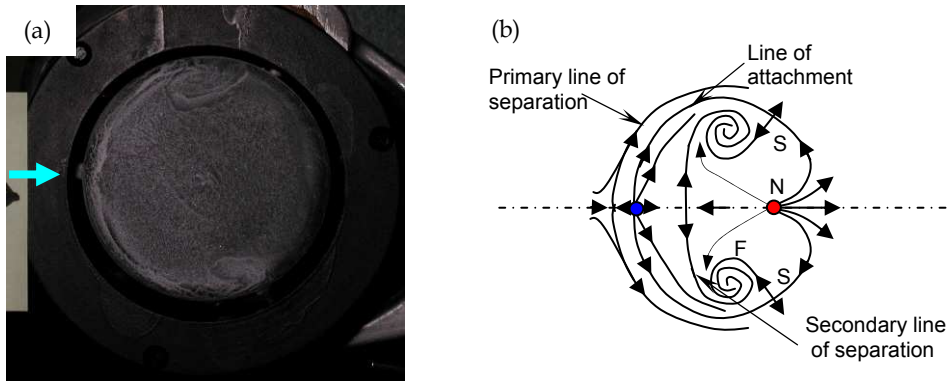 (a)
(b)
Primary line of
separation
Line of
attachment
S
N
F
S
Secondary line
of separation